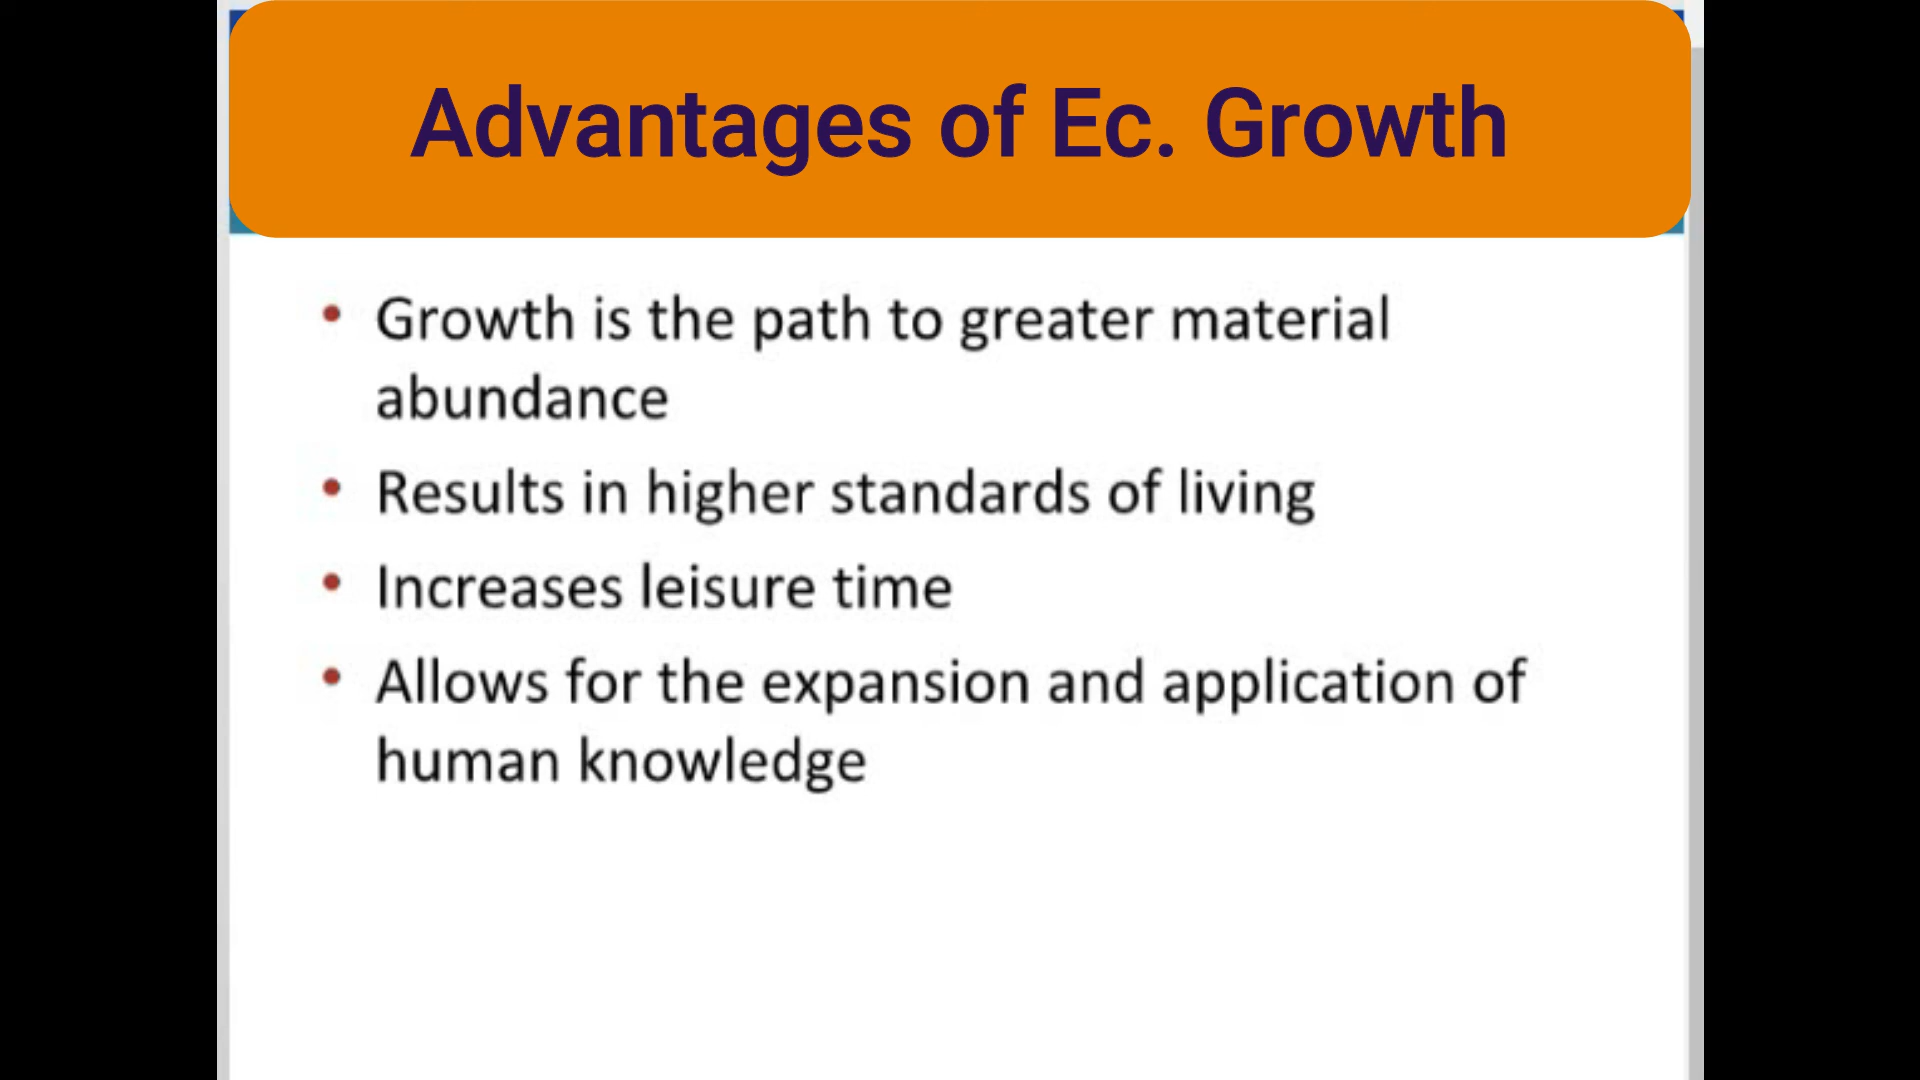 Advantages of Ec. Growth
• Growth is the path to greater material
abundance
• Results in higher standards of living
• Increases leisure time
• Allows for the expansion and application of
human knowledge